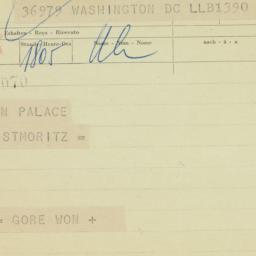 36979 WASHINGTON DC LLB1390
Erhalten - Reçu - Ricevuto
Stunde-Heure-Ora
Name - Nom - Nome
nach - à - a
1805
070
N PALACE
STMORITZ =
= GORE WON +